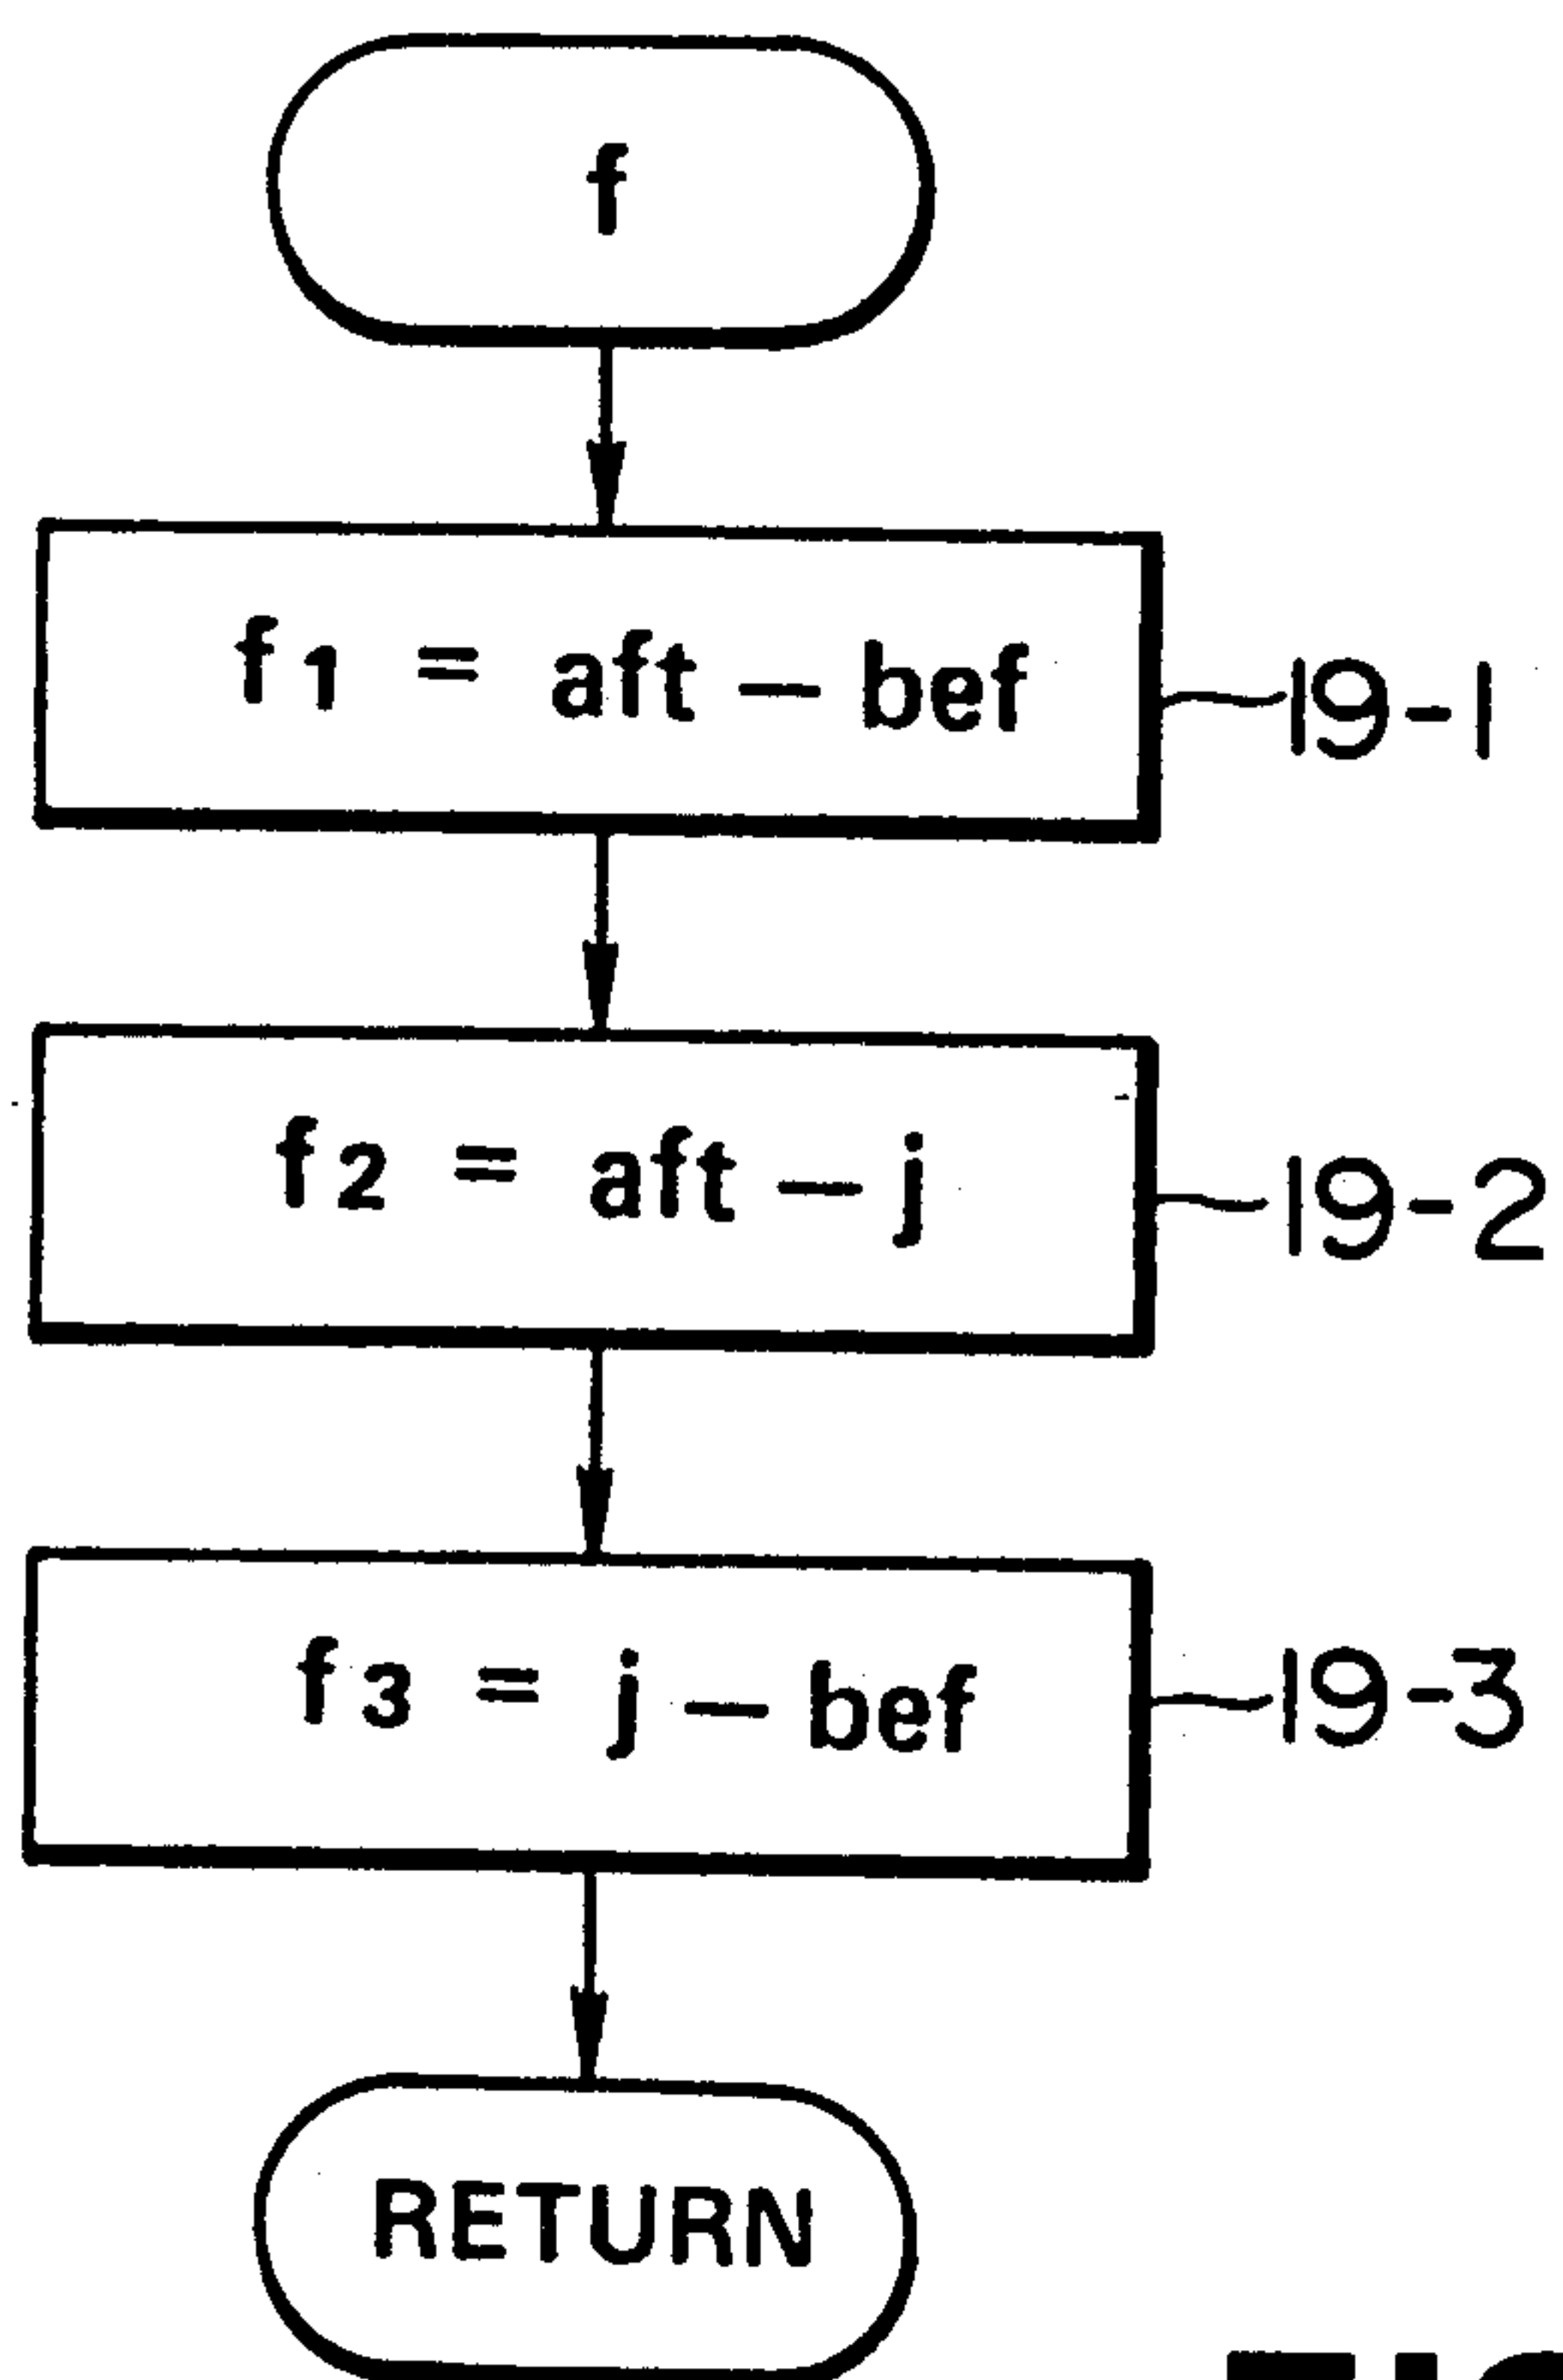 f
f1 = aft - bef
19-1
f2 = aft - j
19-2
f3 = j - bef
19-3
RETURN